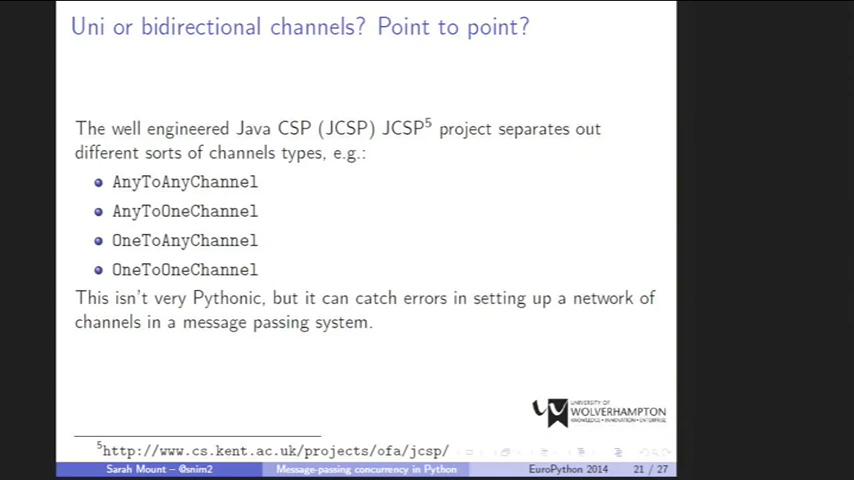 Uni or bidirectional channels? Point to point?
The well engineered Java CSP (JCSP) JCSP5 project separates out
different sorts of channels types, e.g.:
AnyToAnyChannel
AnyToOneChannel
OneToAnyChannel
OneToOneChannel
This isn't very Pythonic, but it can catch errors in setting up a network of
channels in a message passing system.
UNIVERSITY OF
WOLVERHAMPTON
KNOWLEDGE • INNOVATION • ENTERPRISE
5http://www.cs.kent.ac.uk/projects/ofa/jcsp/
Sarah Mount – @snim2 Message-passing concurrency in Python EuroPython 2014 21 / 27